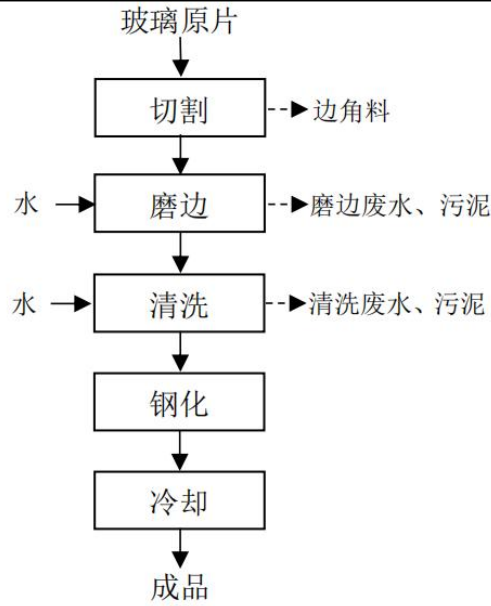 玻璃原片
切割
边角料
水
磨边
磨边废水、污泥
水
清洗
清洗废水、污泥
钢化
冷却
成品